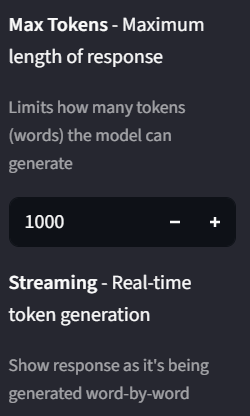 Max Tokens - Maximum
length of response
Limits how many tokens
(words) the model can
generate
1000 − +
Streaming - Real-time
token generation
Show response as it's being
generated word-by-word